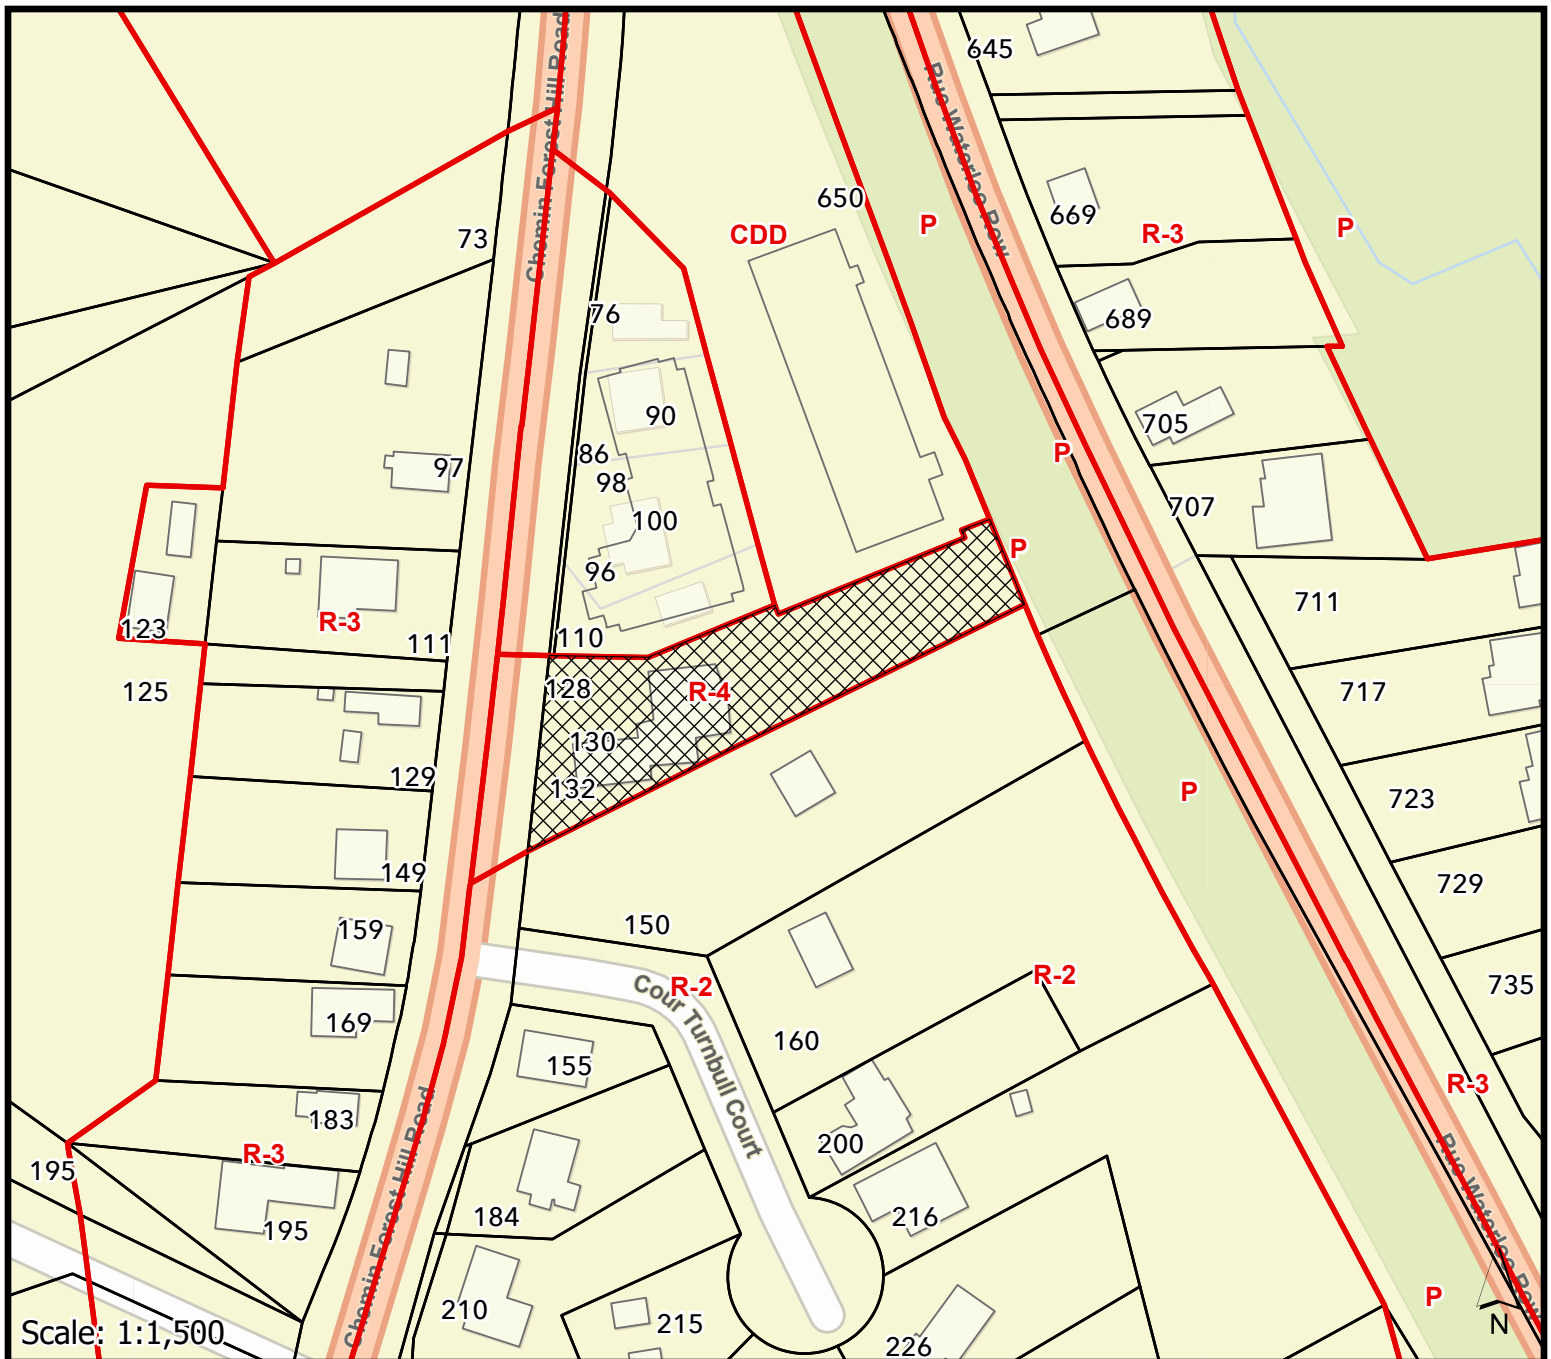 645
Chemin Forest Hill Road
Rue Waterloo Row
650
P
669
R-3
P
CDD
73
76
689
90
705
P
86
97
98
707
100
P
96
711
R-3
123
111
110
125
128
R-4
717
130
129
132
P
723
149
729
150
159
R-2
R-2
Cour Turnbull Court
735
169
160
155
R-3
183
200
R-3
195
184
216
195
Chemin Forest Hill Road
Rue Waterloo Row
P
210
215
226
N
Scale: 1:1,500